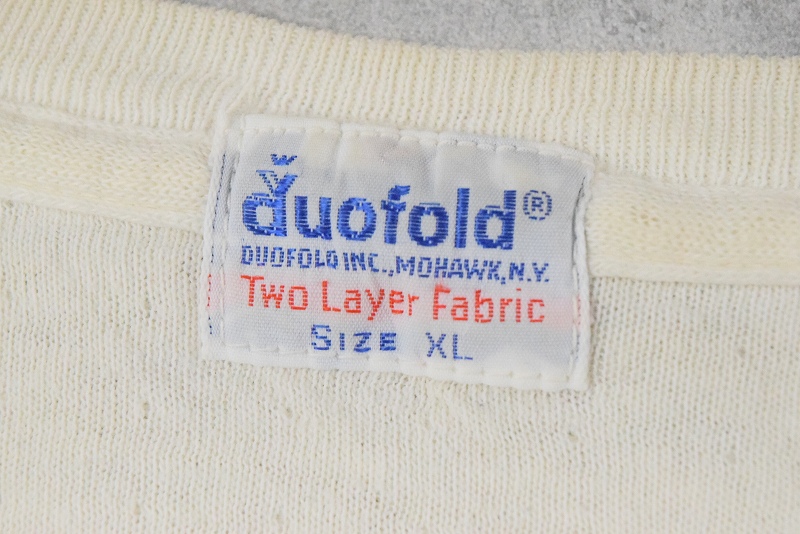 duofold®
DUOFOLD INC., MOHAWK, N.Y.
Two Layer Fabric
SIZE XL